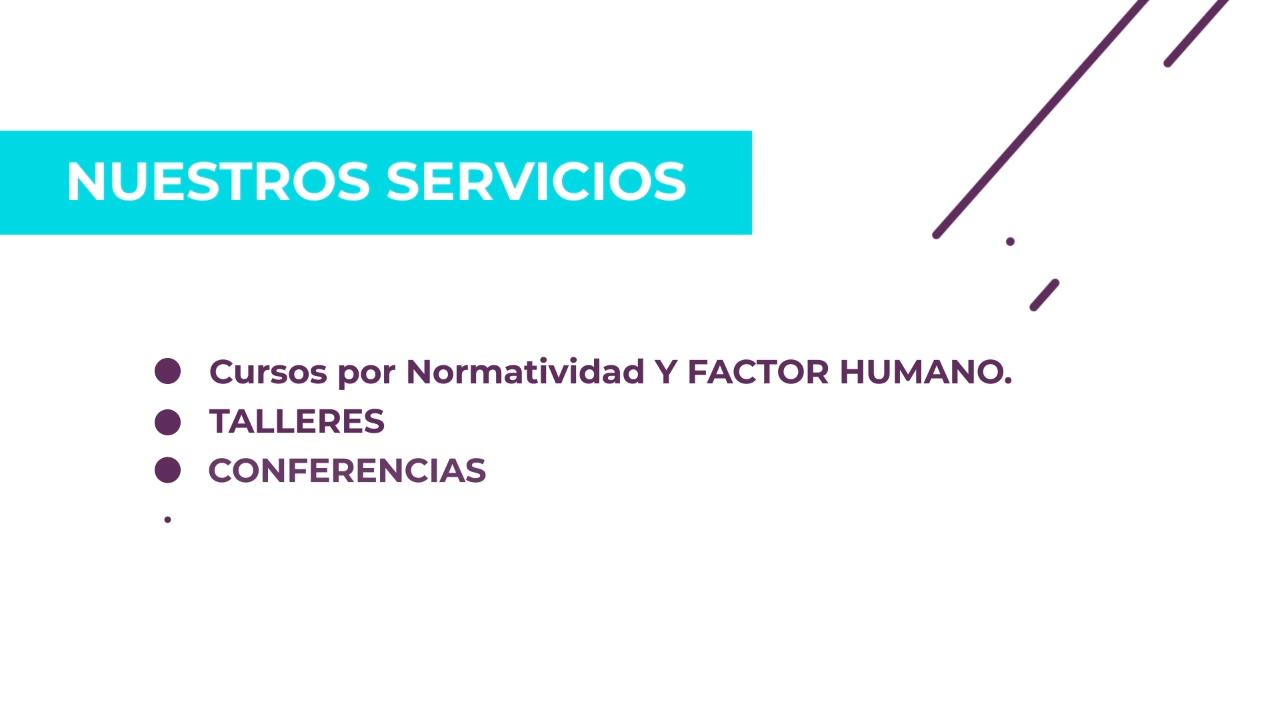 NUESTROS SERVICIOS
● Cursos por Normatividad Y FACTOR HUMANO.
● TALLERES
● CONFERENCIAS